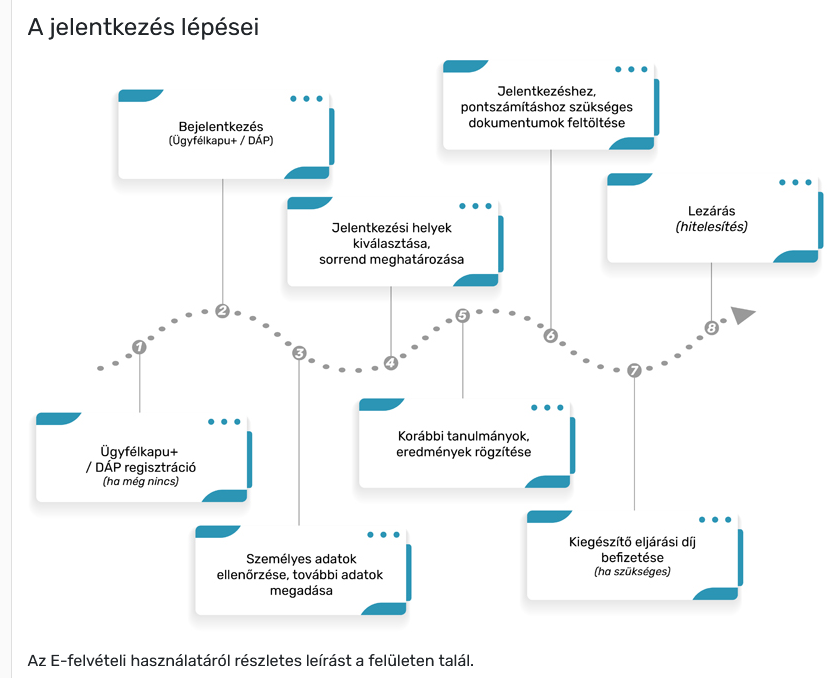 A jelentkezés lépései
1
Ügyfélkapu+
/ DÁP regisztráció
(ha még nincs)
2
Bejelentkezés
(Ügyfélkapu+ / DÁP)
3
Személyes adatok
ellenőrzése, további adatok
megadása
4
Jelentkezési helyek
kiválasztása,
sorrend meghatározása
5
Korábbi tanulmányok,
eredmények rögzítése
6
Jelentkezéshez,
pontszámításhoz szükséges
dokumentumok feltöltése
7
Kiegészítő eljárási díj
befizetése
(ha szükséges)
8
Lezárás
(hitelesítés)
Az E-felvételi használatáról részletes leírást a felületen talál.